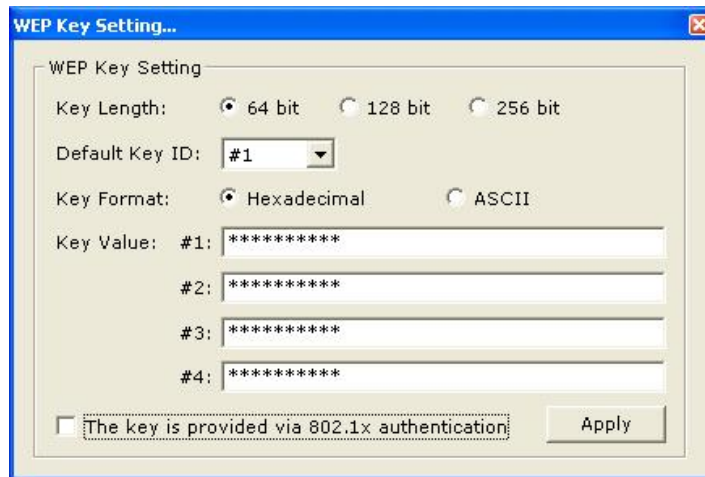 WEP Key Setting...
WEP Key Setting
Key Length: 64 bit 128 bit 256 bit
Default Key ID: #1
Key Format: Hexadecimal ASCII
Key Value: #1: **********
#2: **********
#3: **********
#4: **********
The key is provided via 802.1x authentication Apply